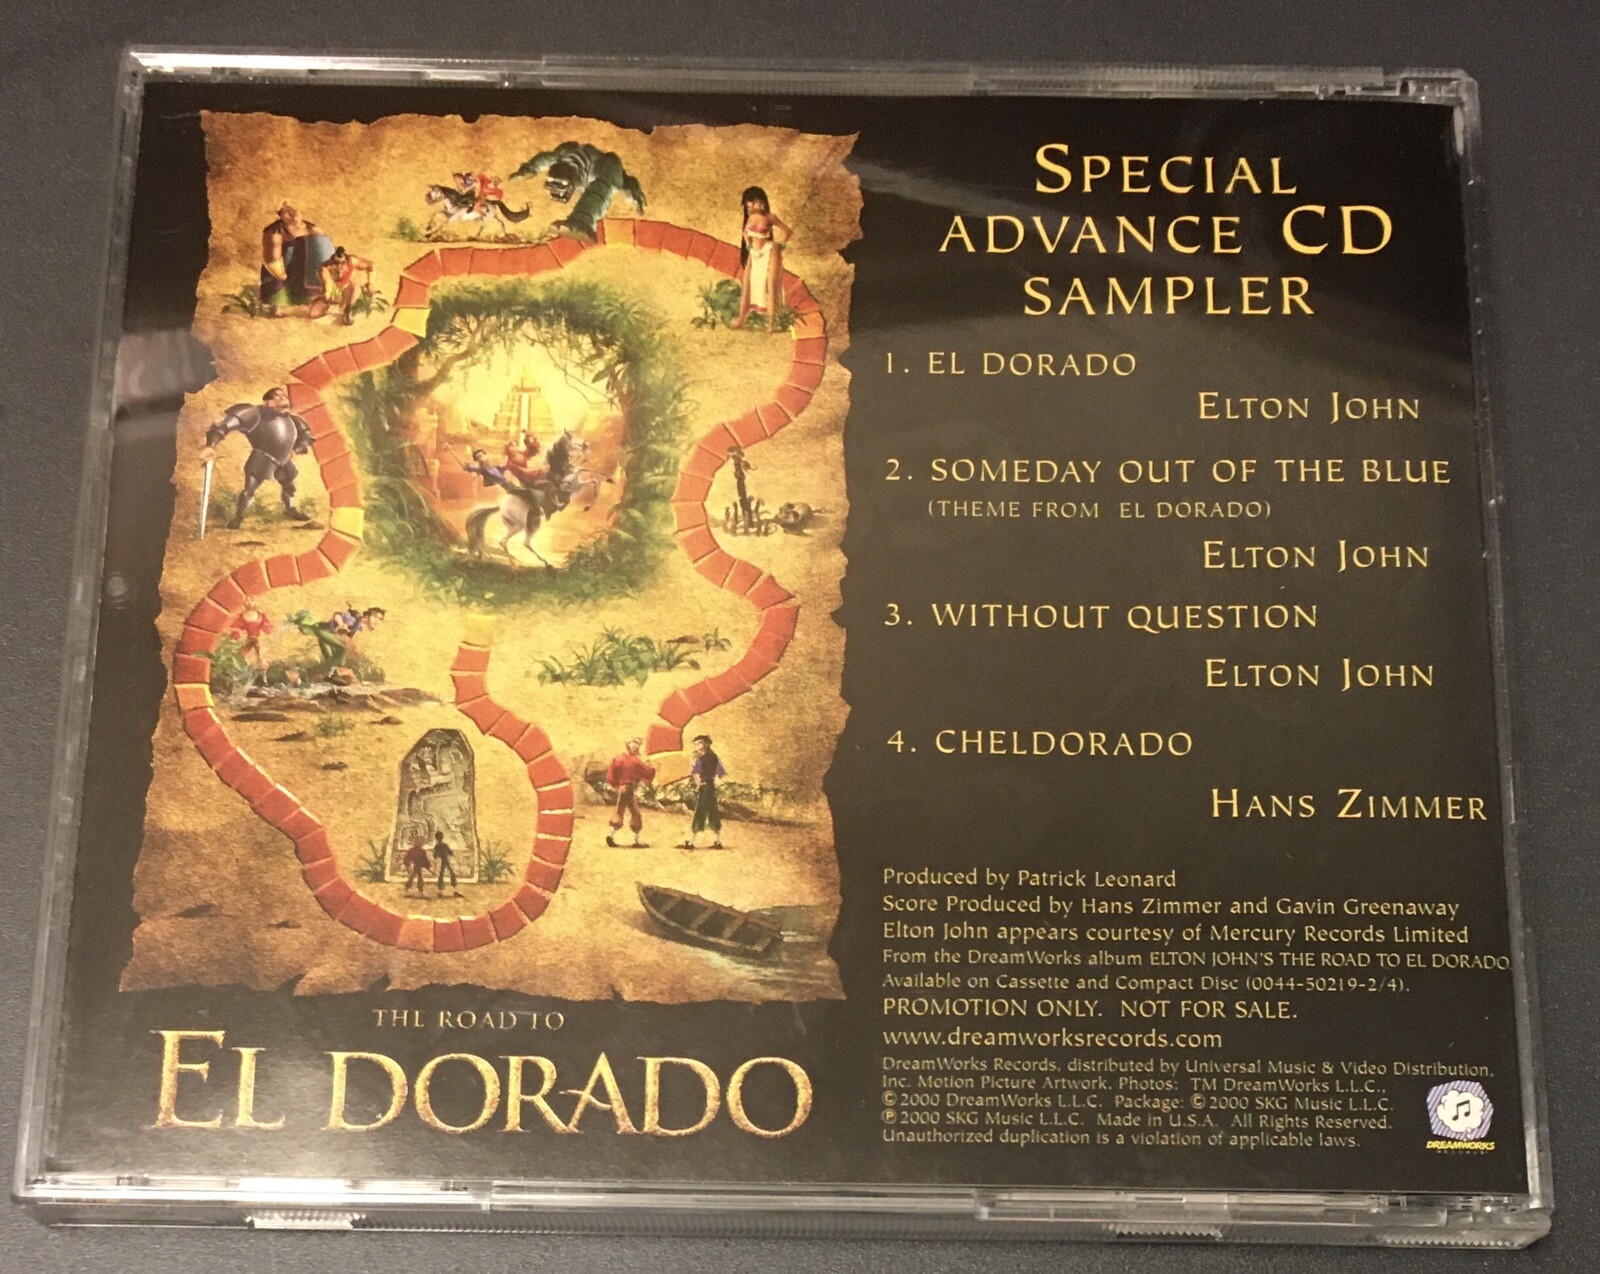 SPECIAL
ADVANCE CD
SAMPLER
1. EL DORADO
ELTON JOHN
2. SOMEDAY OUT OF THE BLUE
(THEME FROM EL DORADO)
ELTON JOHN
3. WITHOUT QUESTION
ELTON JOHN
4. CHELDORADO
HANS ZIMMER
Produced by Patrick Leonard
Score Produced by Hans Zimmer and Gavin Greenaway
Elton John appears courtesy of Mercury Records Limited
From the DreamWorks album ELTON JOHN'S THE ROAD TO EL DORADO
Available on Cassette and Compact Disc (0044-50219-2/4).
PROMOTION ONLY. NOT FOR SALE.
www.dreamworksrecords.com
DreamWorks Records, distributed by Universal Music & Video Distribution,
Inc. Motion Picture Artwork, Photos: TM DreamWorks L.L.C.,
©2000 DreamWorks L.L.C. Package: ©2000 SKG Music L.L.C.
℗2000 SKG Music L.L.C. Made in U.S.A. All Rights Reserved.
Unauthorized duplication is a violation of applicable laws.
DREAMWORKS
RECORDS
THE ROAD TO
EL DORADO